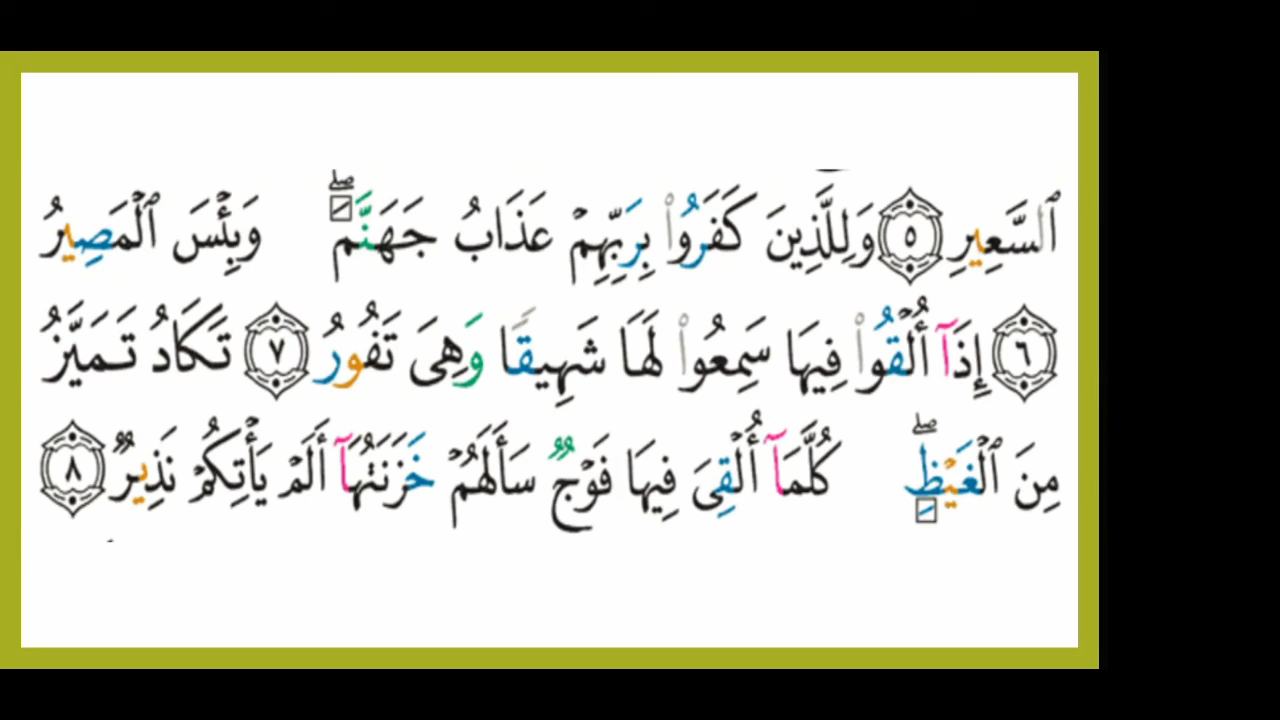 ٱلسَّعِيرِ ٥ وَلِلَّذِينَ كَفَرُوا۟ بِرَبِّهِمْ عَذَابُ جَهَنَّمَ ۖ وَبِئْسَ ٱلْمَصِيرُ
٦ إِذَآ أُلْقُوا۟ فِيهَا سَمِعُوا۟ لَهَا شَهِيقًا وَهِىَ تَفُورُ ٧ تَكَادُ تَمَيَّزُ
مِنَ ٱلْغَيْظِ ۖ كُلَّمَآ أُلْقِىَ فِيهَا فَوْجٌ سَأَلَهُمْ خَزَنَتُهَآ أَلَمْ يَأْتِكُمْ نَذِيرٌ ٨